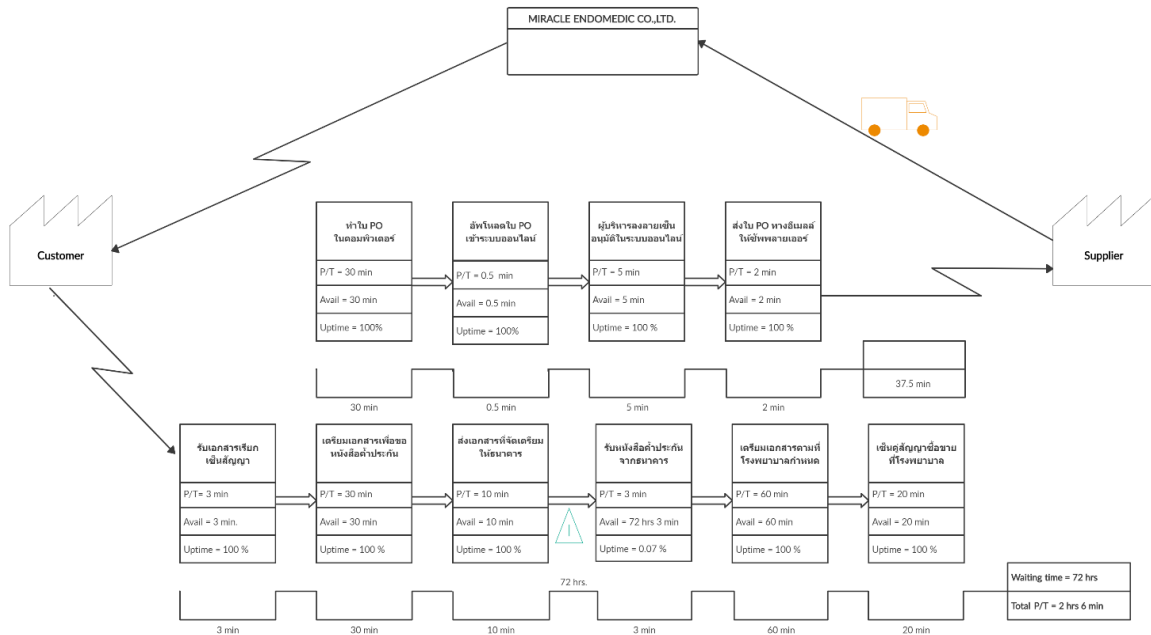 MIRACLE ENDOMEDIC CO.,LTD.
Customer
Supplier
ทำใบ PO
ในคอมพิวเตอร์
P/T = 30 min
Avail = 30 min
Uptime = 100%
อัพโหลดใบ PO
เข้าระบบออนไลน์
P/T = 0.5 min
Avail = 0.5 min
Uptime = 100%
ผู้บริหารลงลายเซ็น
อนุมัติในระบบออนไลน์
P/T = 5 min
Avail = 5 min
Uptime = 100 %
ส่งใบ PO ทางอีเมลล์
ให้ซัพพลายเออร์
P/T = 2 min
Avail = 2 min
Uptime = 100 %
30 min
0.5 min
5 min
2 min
37.5 min
รับเอกสารเรียก
เซ็นสัญญา
P/T= 3 min
Avail = 3 min.
Uptime = 100 %
เตรียมเอกสารเพื่อขอ
หนังสือค้ำประกัน
P/T = 30 min
Avail = 30 min
Uptime = 100 %
ส่งเอกสารที่จัดเตรียม
ให้ธนาคาร
P/T = 10 min
Avail = 10 min
Uptime = 100 %
I
รับหนังสือค้ำประกัน
จากธนาคาร
P/T = 3 min
Avail = 72 hrs 3 min
Uptime = 0.07 %
เตรียมเอกสารตามที่
โรงพยาบาลกำหนด
P/T = 60 min
Avail = 60 min
Uptime = 100%
เซ็นคู่สัญญาซื้อขาย
ที่โรงพยาบาล
P/T = 20 min
Avail = 20 min
Uptime = 100%
3 min
30 min
10 min
72 hrs.
3 min
60 min
20 min
Waiting time = 72 hrs
Total P/T = 2 hrs 6 min